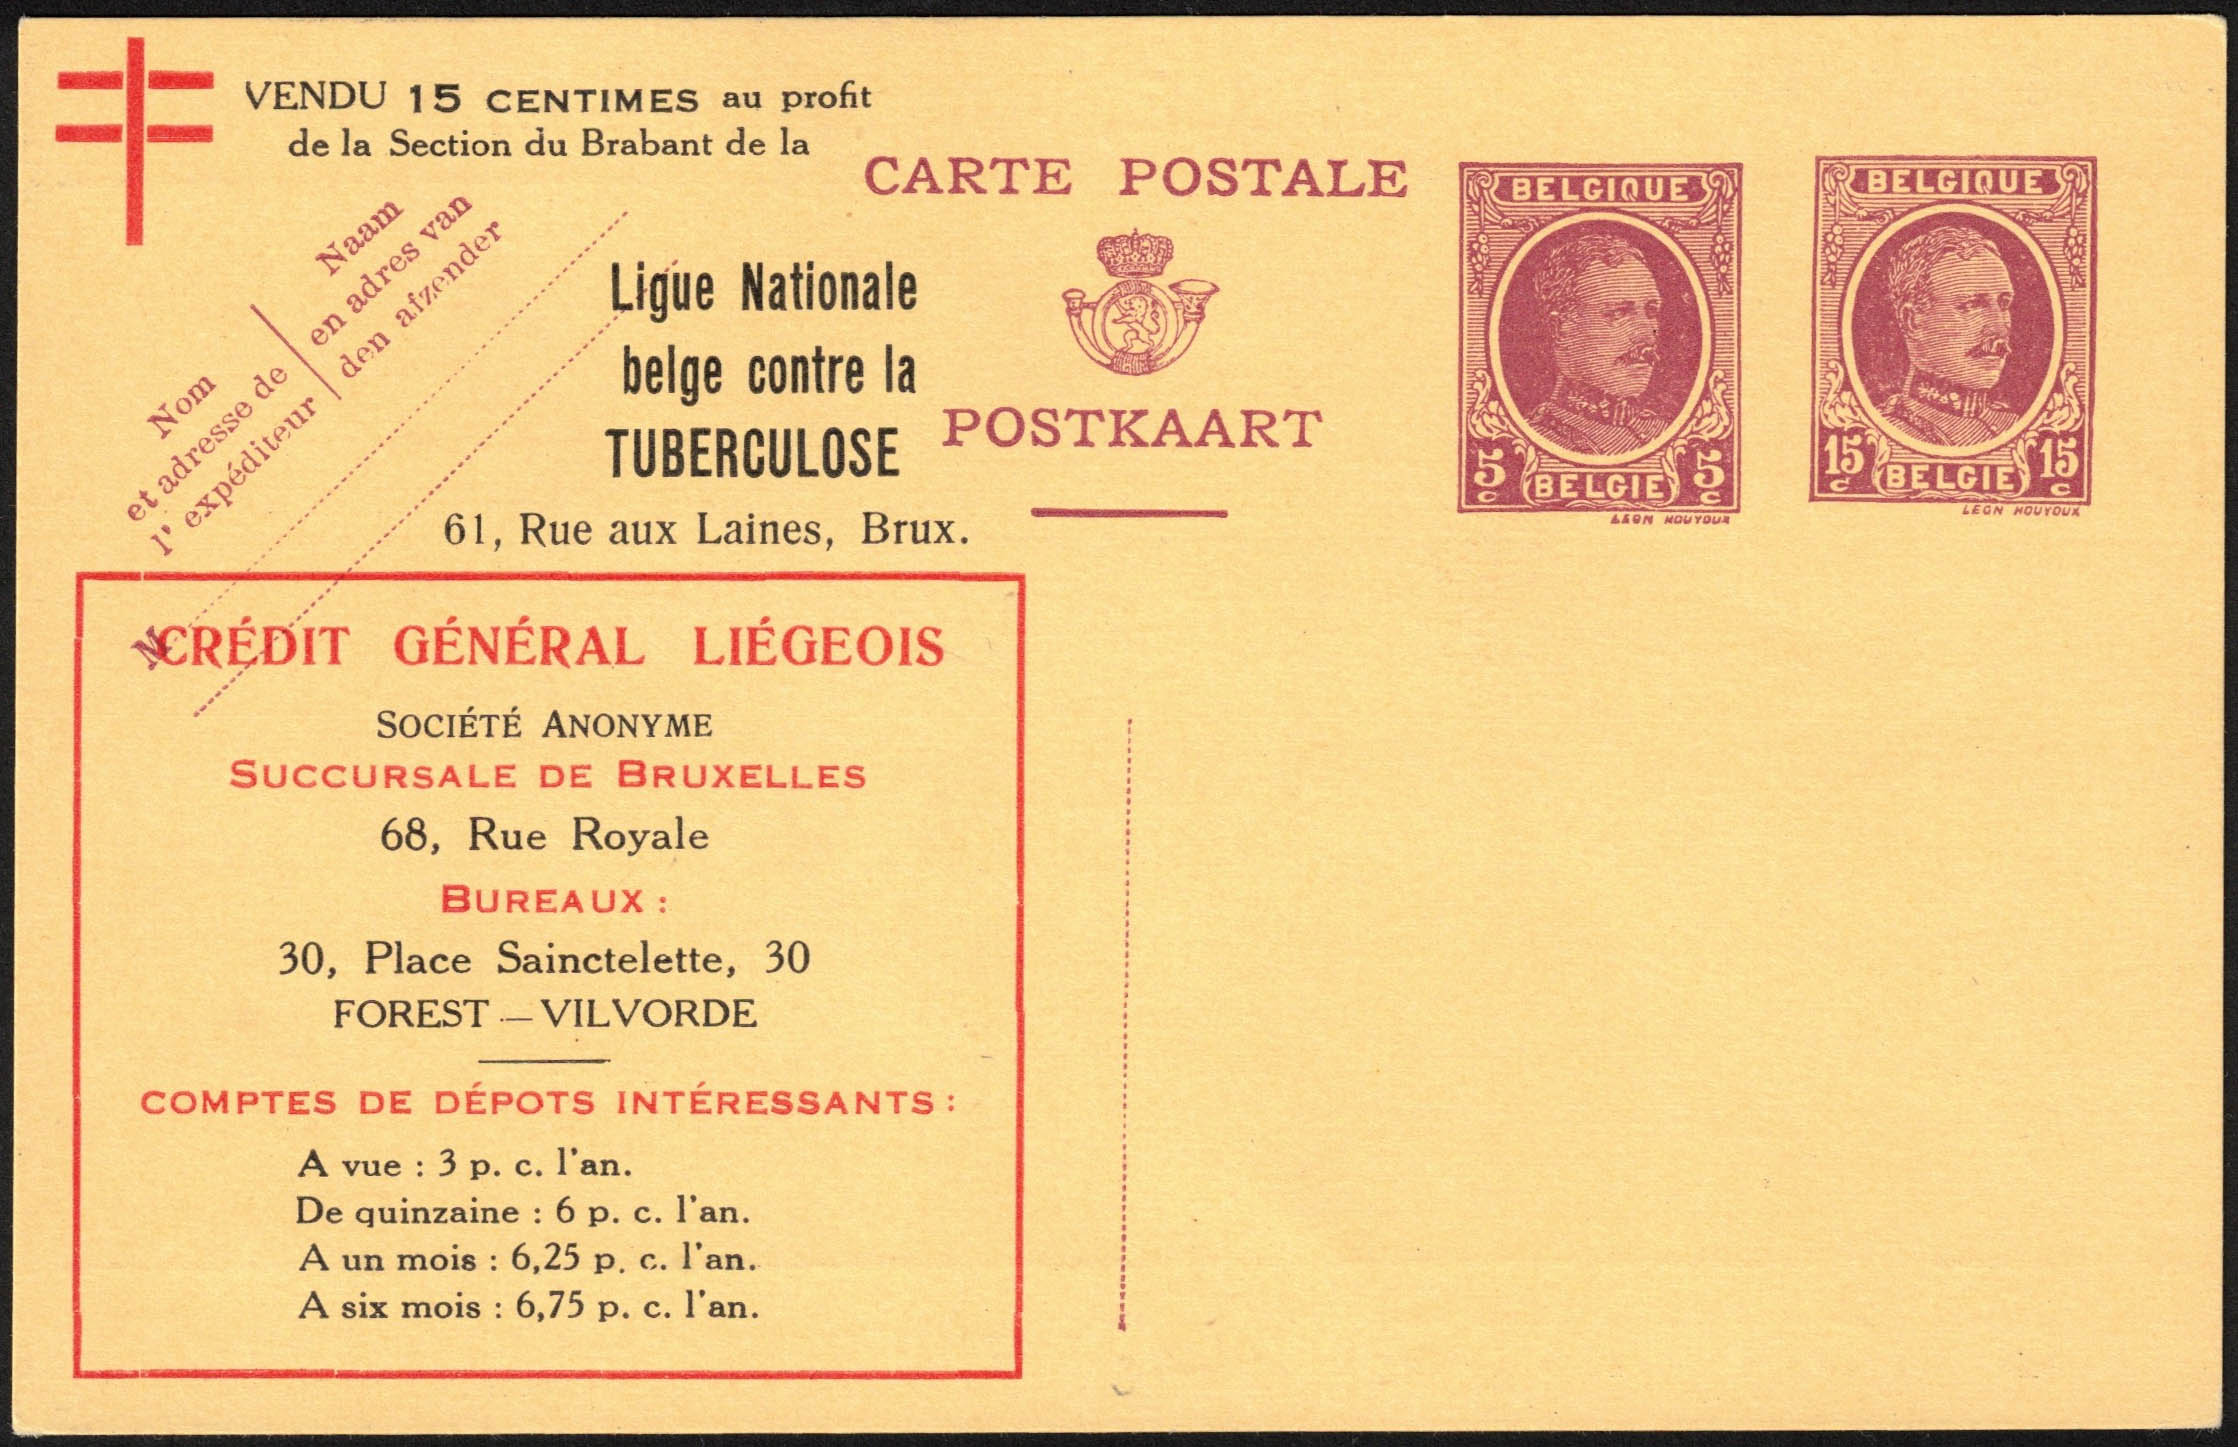 VENDU 15 CENTIMES au profit
de la Section du Brabant de la
Ligue Nationale
belge contre la
TUBERCULOSE
61, Rue aux Laines, Brux.
Nom
et adresse de
l' expéditeur
Naam
en adres van
den afzender
M
CARTE POSTALE
POSTKAART
BELGIQUE
5 c
BELGIE
5 c
LEON HOUYOUX
BELGIQUE
15 c
BELGIE
15 c
LEON HOUYOUX
CRÉDIT GÉNÉRAL LIÉGEOIS
SOCIÉTÉ ANONYME
SUCCURSALE DE BRUXELLES
68, Rue Royale
BUREAUX :
30, Place Sainctelette, 30
FOREST — VILVORDE
COMPTES DE DÉPOTS INTÉRESSANTS :
A vue : 3 p. c. l'an.
De quinzaine : 6 p. c. l'an.
A un mois : 6,25 p. c. l'an.
A six mois : 6,75 p. c. l'an.